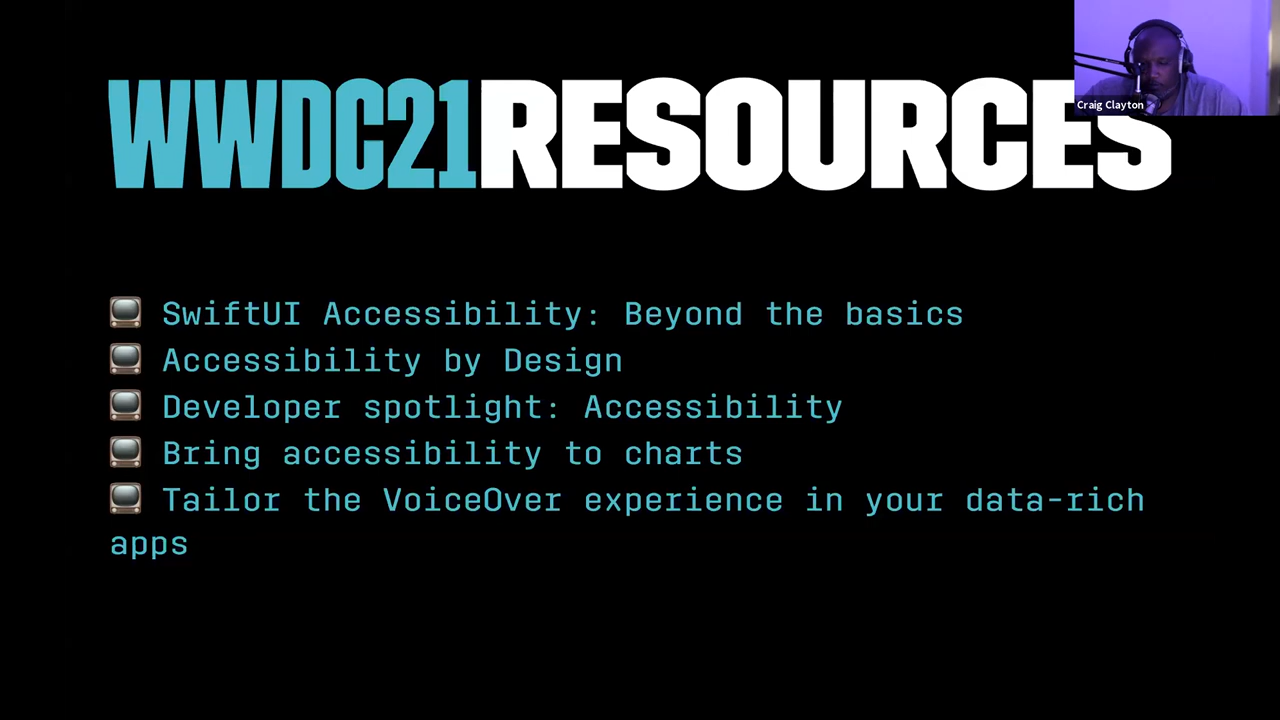 WWDC21RESOURCES
Craig Clayton
SwiftUI Accessibility: Beyond the basics
Accessibility by Design
Developer spotlight: Accessibility
Bring accessibility to charts
Tailor the VoiceOver experience in your data-rich
apps